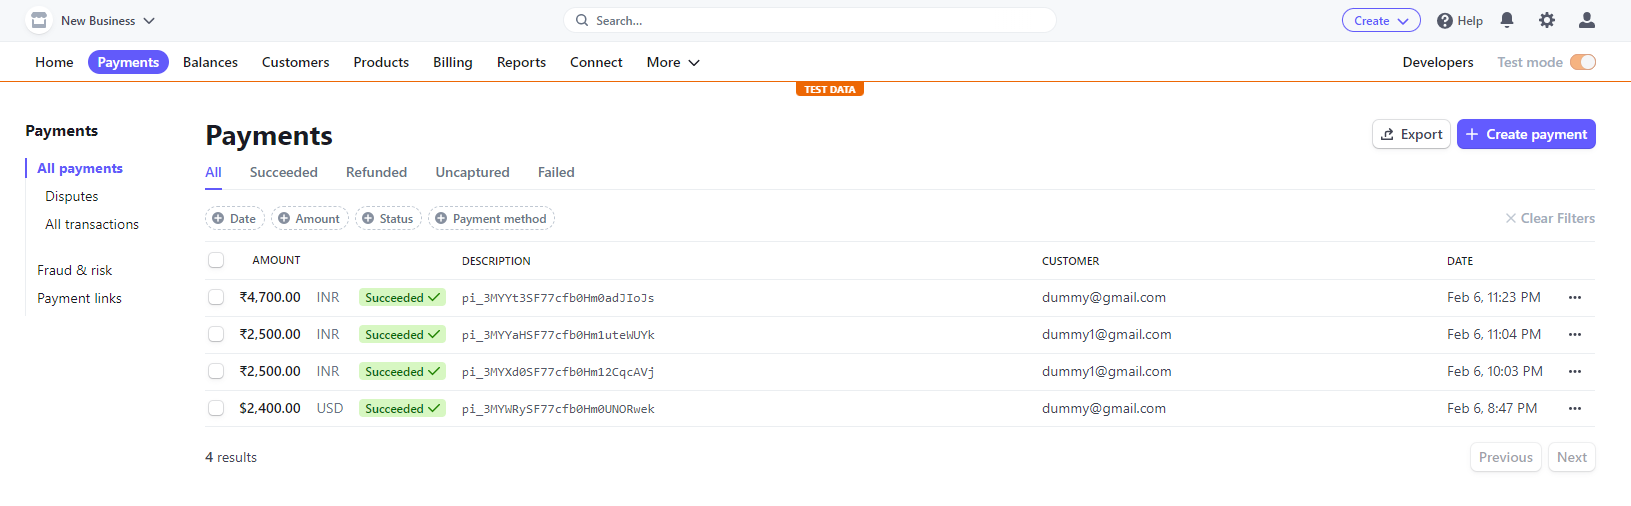 New Business
Search...
Create
Help
Home Payments Balances Customers Products Billing Reports Connect More Developers Test mode
TEST DATA
Payments
All payments
Disputes
All transactions
Fraud & risk
Payment links
Payments
Export
Create payment
All Succeeded Refunded Uncaptured Failed
Date Amount Status Payment method Clear Filters
AMOUNT DESCRIPTION CUSTOMER DATE
₹4,700.00 INR Succeeded pi_3MYYt3SF77cfb0Hm0adJIoJs dummy@gmail.com Feb 6, 11:23 PM
₹2,500.00 INR Succeeded pi_3MYYaHSF77cfb0Hm1uteWUYk dummy1@gmail.com Feb 6, 11:04 PM
₹2,500.00 INR Succeeded pi_3MYXd0SF77cfb0Hm12CqcAVj dummy1@gmail.com Feb 6, 10:03 PM
$2,400.00 USD Succeeded pi_3MYWRySF77cfb0Hm0UNORwek dummy@gmail.com Feb 6, 8:47 PM
4 results
Previous Next